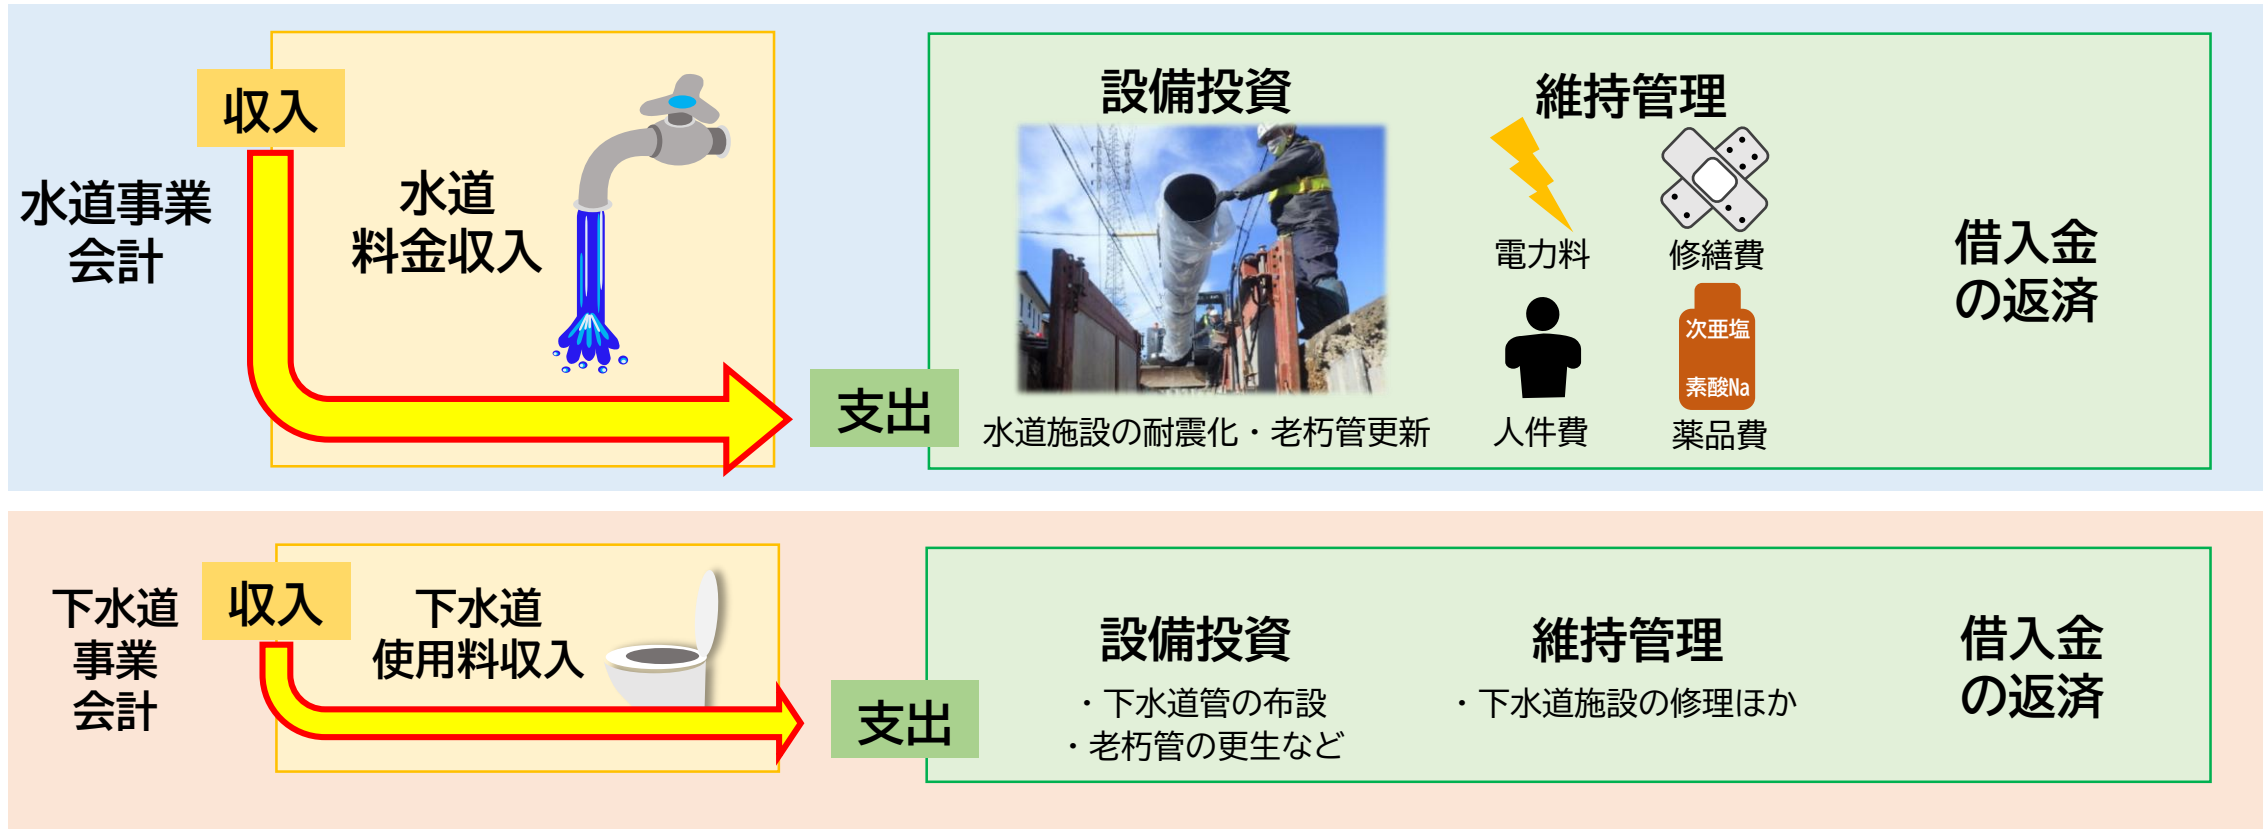 水道事業
会計
収入
水道
料金収入
支出
設備投資
水道施設の耐震化・老朽管更新
維持管理
電力料
修繕費
人件費
次亜塩
素酸Na
薬品費
借入金
の返済
下水道
事業
会計
収入
下水道
使用料収入
支出
設備投資
・下水道管の布設
・老朽管の更生など
維持管理
・下水道施設の修理ほか
借入金
の返済